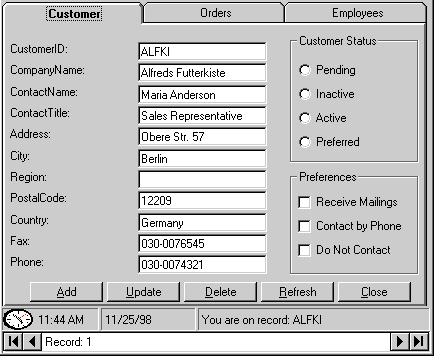 Customer Orders Employees
CustomerID: ALFKI
CompanyName: Alfreds Futterkiste
ContactName: Maria Anderson
ContactTitle: Sales Representative
Address: Obere Str. 57
City: Berlin
Region:
PostalCode: 12209
Country: Germany
Fax: 030-0076545
Phone: 030-0074321
Customer Status
Pending
Inactive
Active
Preferred
Preferences
Receive Mailings
Contact by Phone
Do Not Contact
Add Update Delete Refresh Close
11:44 AM 11/25/98 You are on record: ALFKI
Record: 1